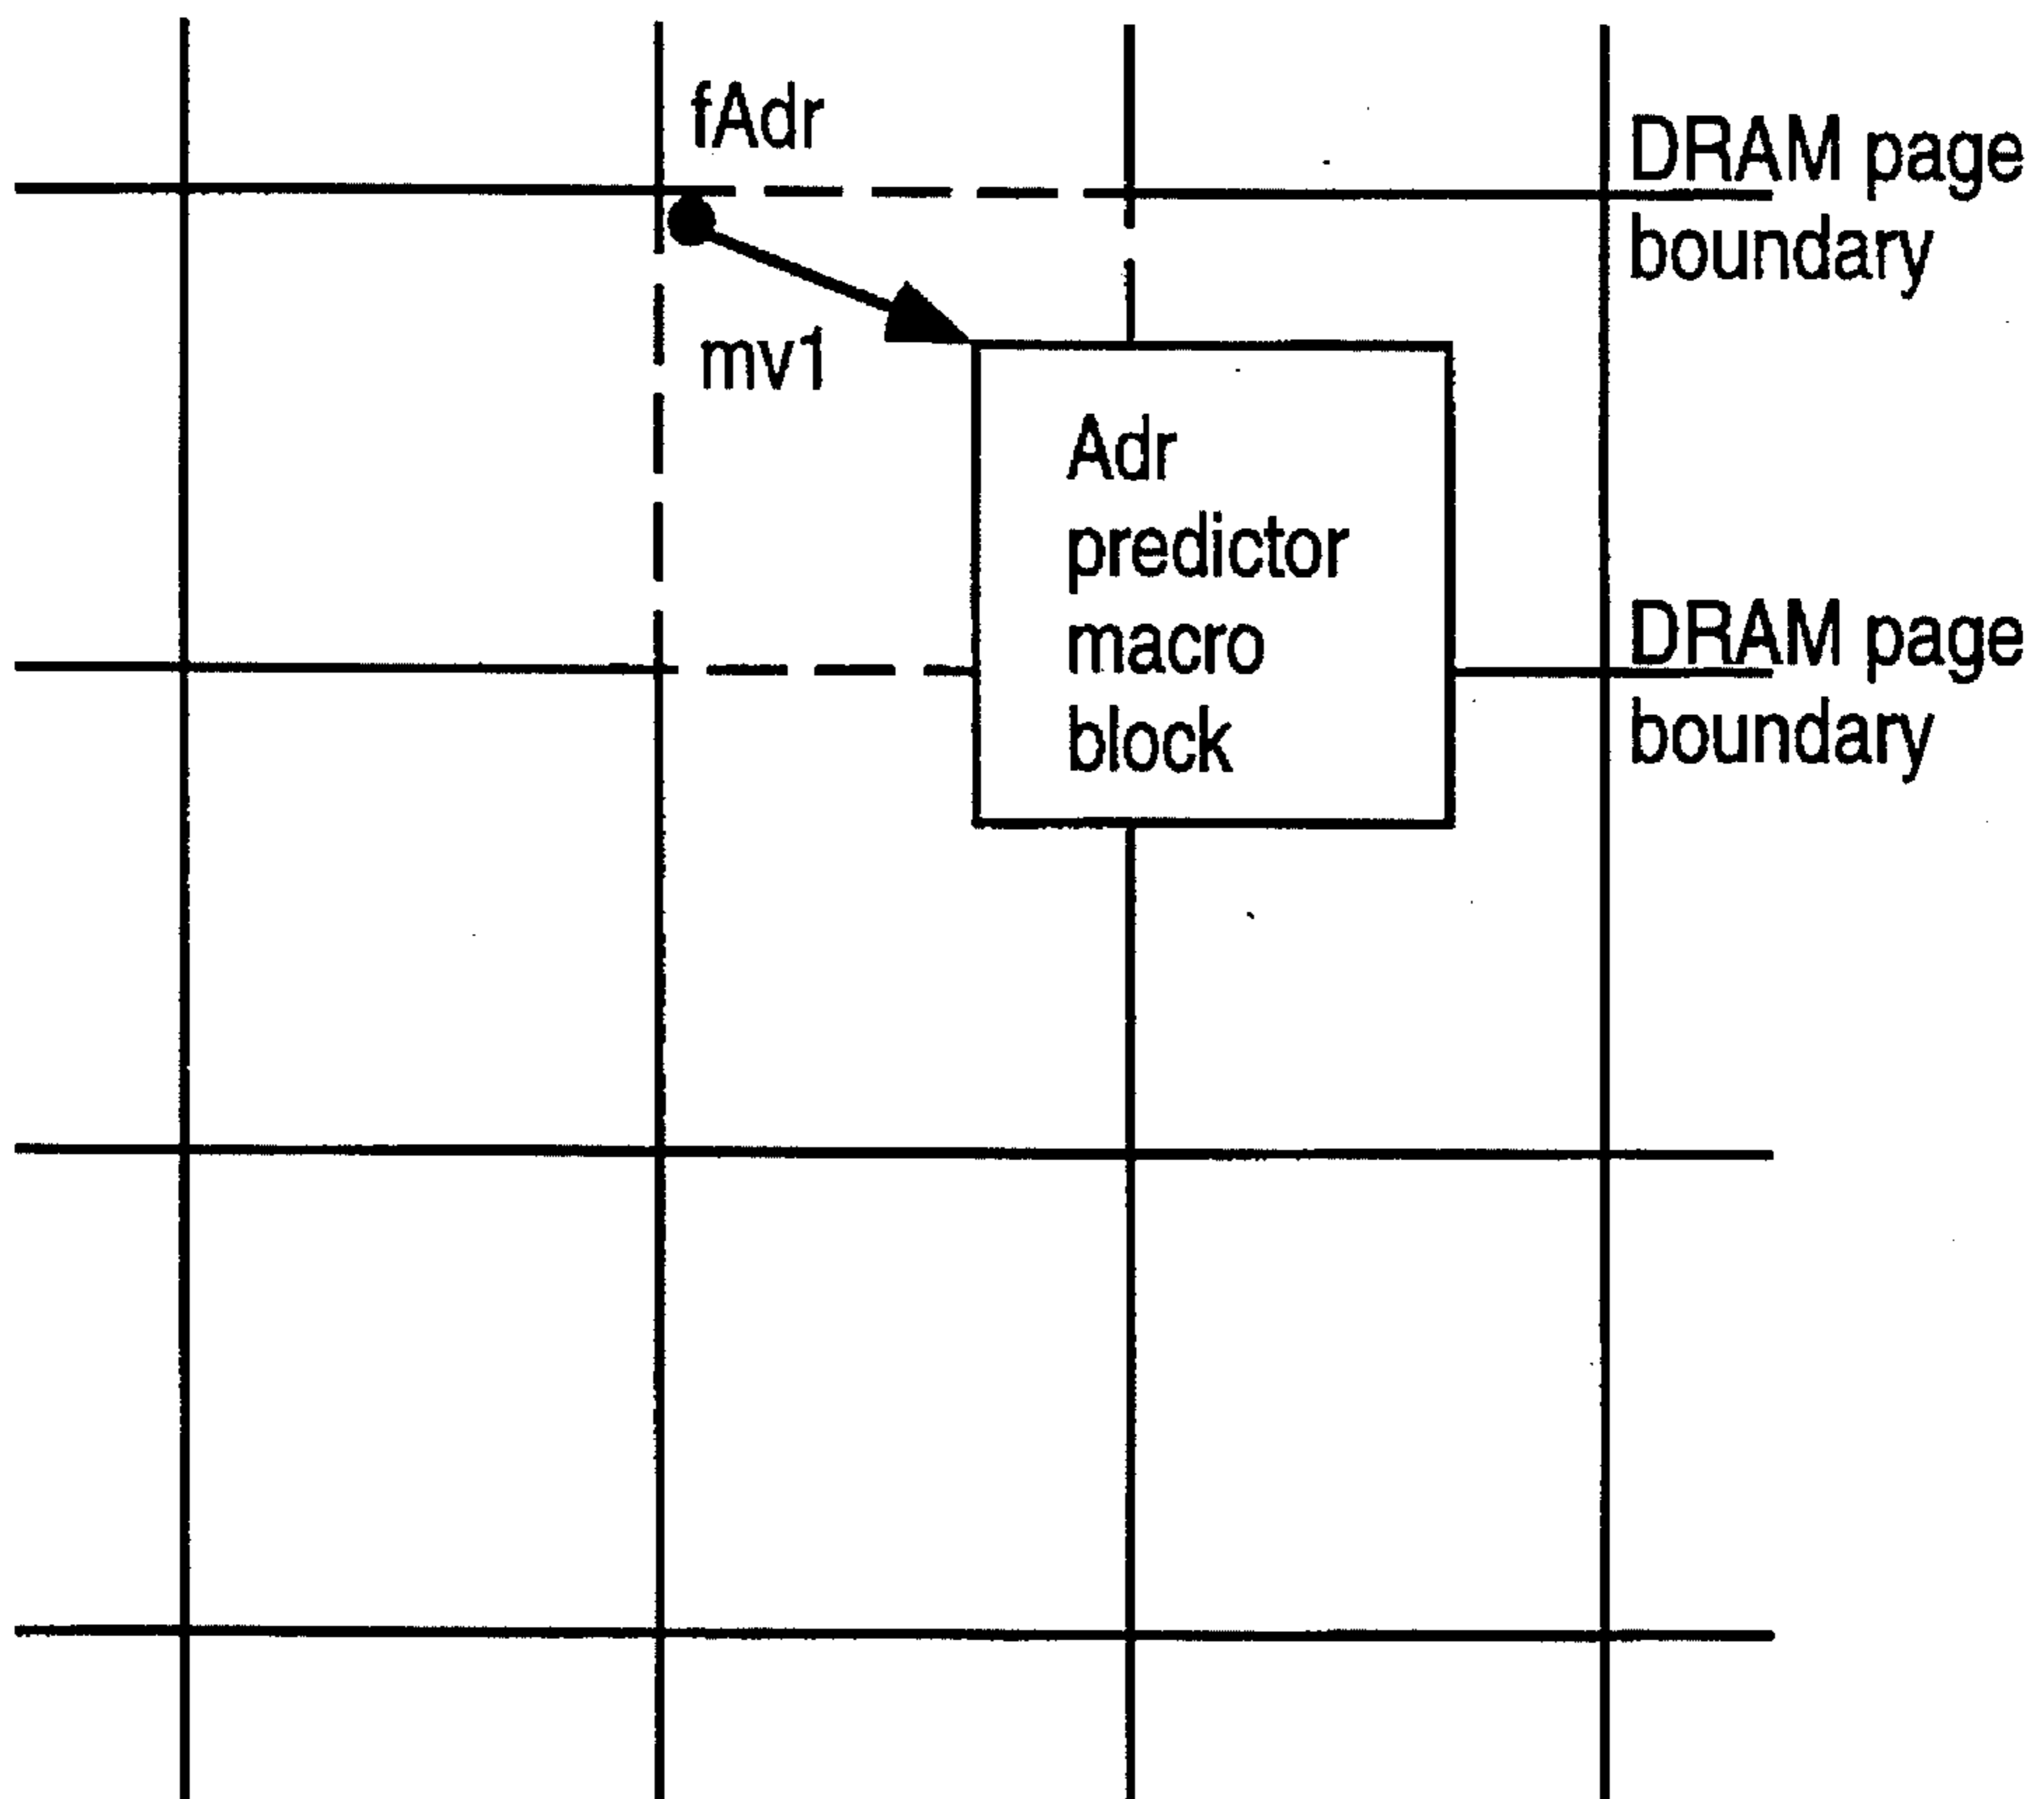 fAdr
DRAM page
boundary
mv1
Adr
predictor
macro
block
DRAM page
boundary